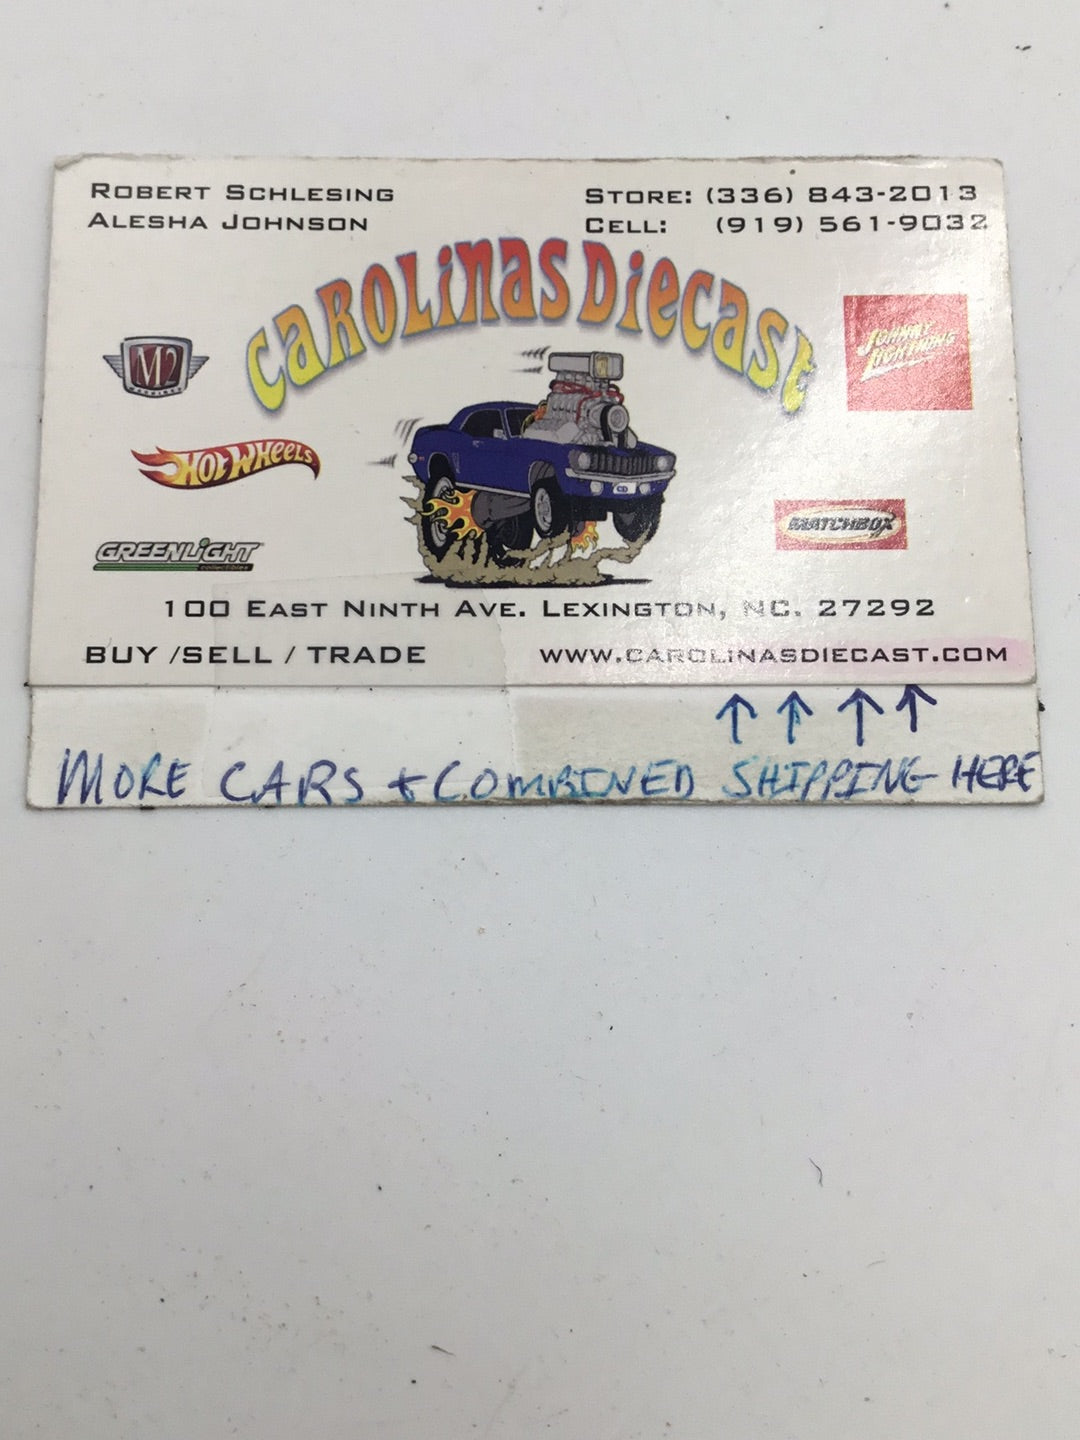 ROBERT SCHLESING
ALESHA JOHNSON
STORE: (336) 843-2013
CELL: (919) 561-9032
CAROLINAS DIECAST
M2
MACHINES
JOHNNY LIGHTNING
HOT WHEELS
MATCHBOX
GREENLIGHT
collectibles
100 EAST NINTH AVE. LEXINGTON, NC. 27292
BUY /SELL / TRADE
WWW.CAROLINASDIECAST.COM
MORE CARS + COMBINED SHIPPING HERE